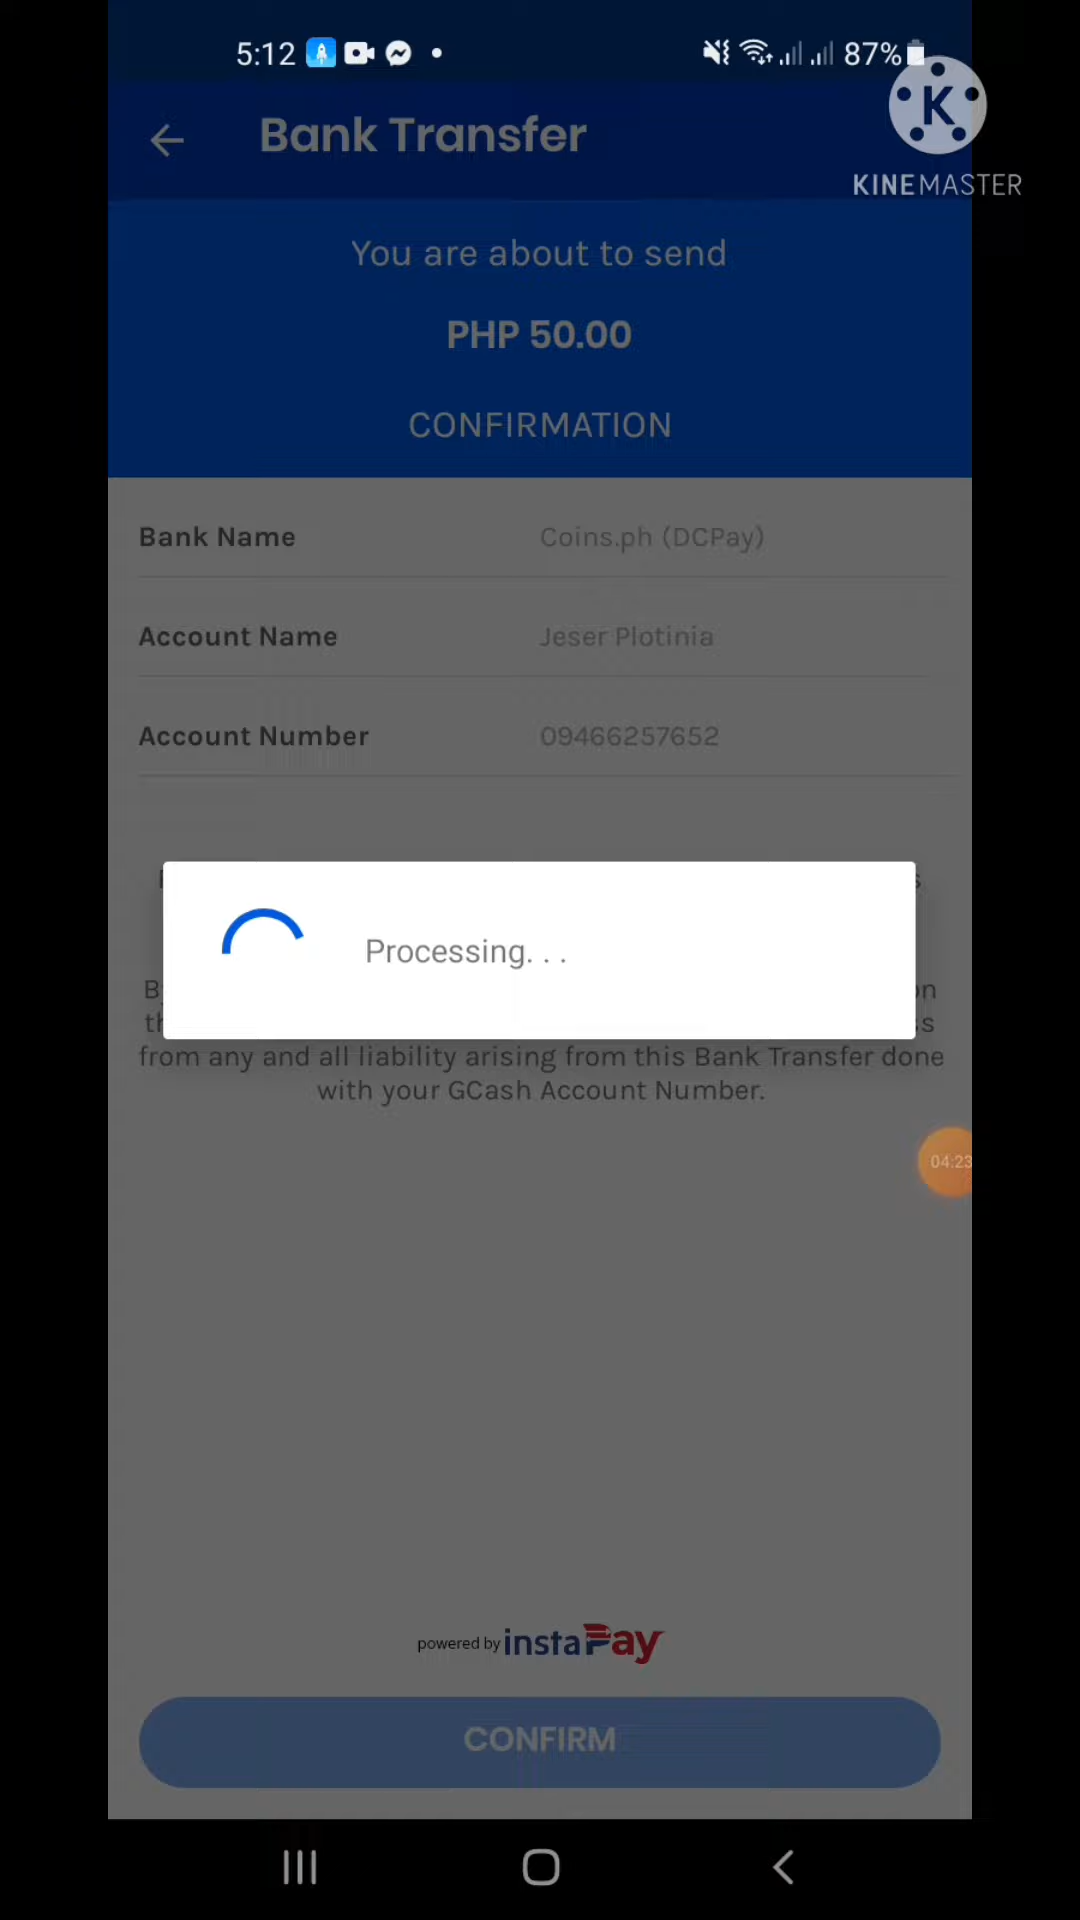 5:12
87%
K
KINEMASTER
Bank Transfer
You are about to send
PHP 50.00
CONFIRMATION
Bank Name Coins.ph (DCPay)
Account Name Jeser Plotinia
Account Number 09466257652
Processing. . .
from any and all liability arising from this Bank Transfer done
with your GCash Account Number.
04:23
powered by instaPay
CONFIRM